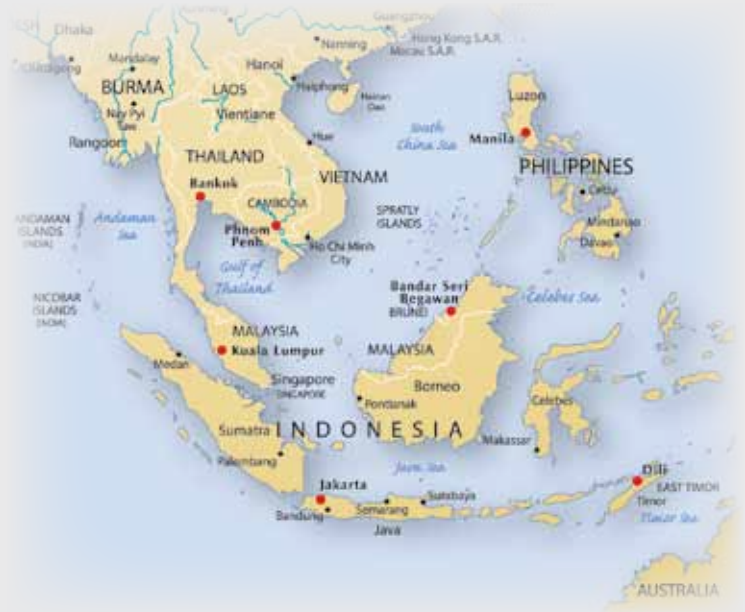 Dhaka
Guangzhou
Nanning
Hong Kong S.A.R.
Macau S.A.R.
Mandalay
Hanoi
BURMA
LAOS
Haiphong
Hainan
Dao
Luzon
Nay Pyi
Taw
Vientiane
South
China Sea
Manila
Rangoon
Hue
THAILAND
PHILIPPINES
VIETNAM
Bankok
Cebu
CAMBODIA
ANDAMAN
ISLANDS
(INDIA)
Andaman
Sea
SPRATLY
ISLANDS
Mindanao
Phnom
Penh
Davao
Ho Chi Minh
City
Gulf of
Thailand
Bandar Seri
Begawan
BRUNEI
Celebes Sea
NICOBAR
ISLANDS
(INDIA)
MALAYSIA
Kuala Lumpur
MALAYSIA
Medan
Singapore
SINGAPORE
Borneo
Pontianak
Celebes
Sumatra
INDONESIA
Makassar
Palembang
Java Sea
Dili
Jakarta
EAST TIMOR
Surabaya
Timor
Semarang
Bandung
Timor Sea
Java
AUSTRALIA